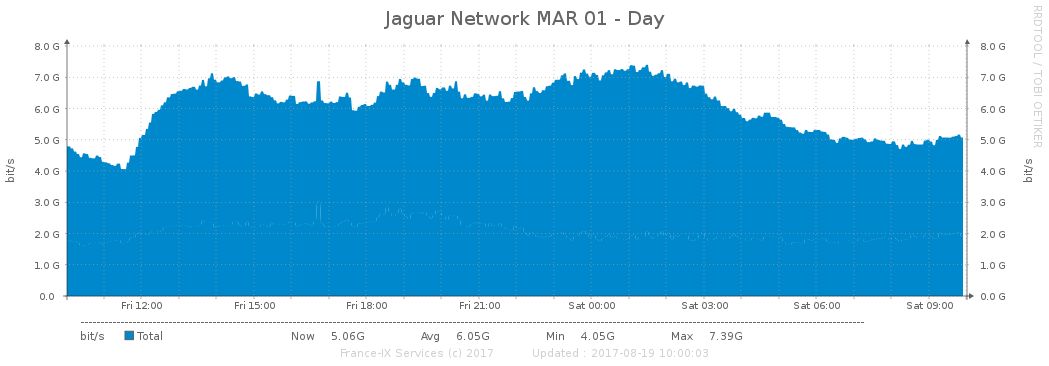 Jaguar Network MAR 01 - Day
RRDTOOL / TOBI OETIKER
bit/s
bit/s
8.0 G 8.0 G
7.0 G 7.0 G
6.0 G 6.0 G
5.0 G 5.0 G
4.0 G 4.0 G
3.0 G 3.0 G
2.0 G 2.0 G
1.0 G 1.0 G
0.0 0.0 G
Fri 12:00 Fri 15:00 Fri 18:00 Fri 21:00 Sat 00:00 Sat 03:00 Sat 06:00 Sat 09:00
bit/s Total Now 5.06G Avg 6.05G Min 4.05G Max 7.39G
France-IX Services (c) 2017 Updated : 2017-08-19 10:00:03